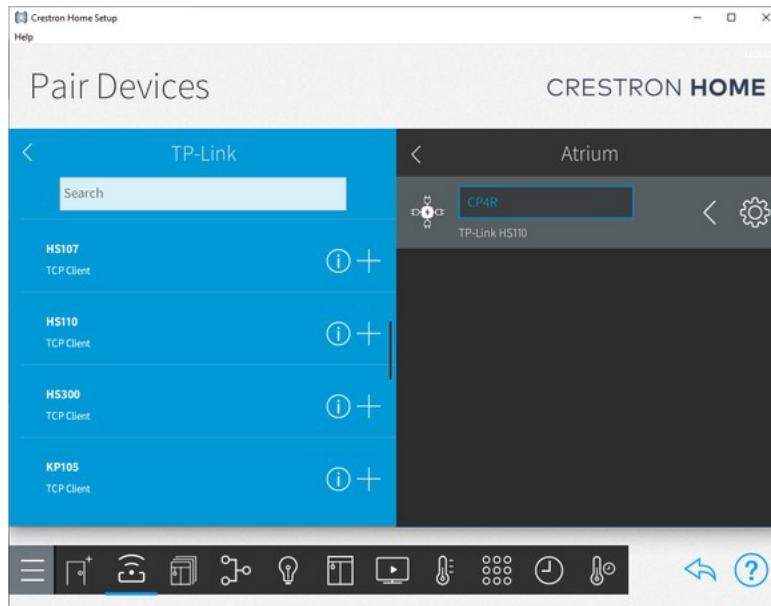 Crestron Home Setup
Help
Pair Devices
CRESTRON HOME
TP-Link
Search
HS107
TCP Client
HS110
TCP Client
HS300
TCP Client
KP105
TCP Client
Atrium
CP4R
TP-Link HS110